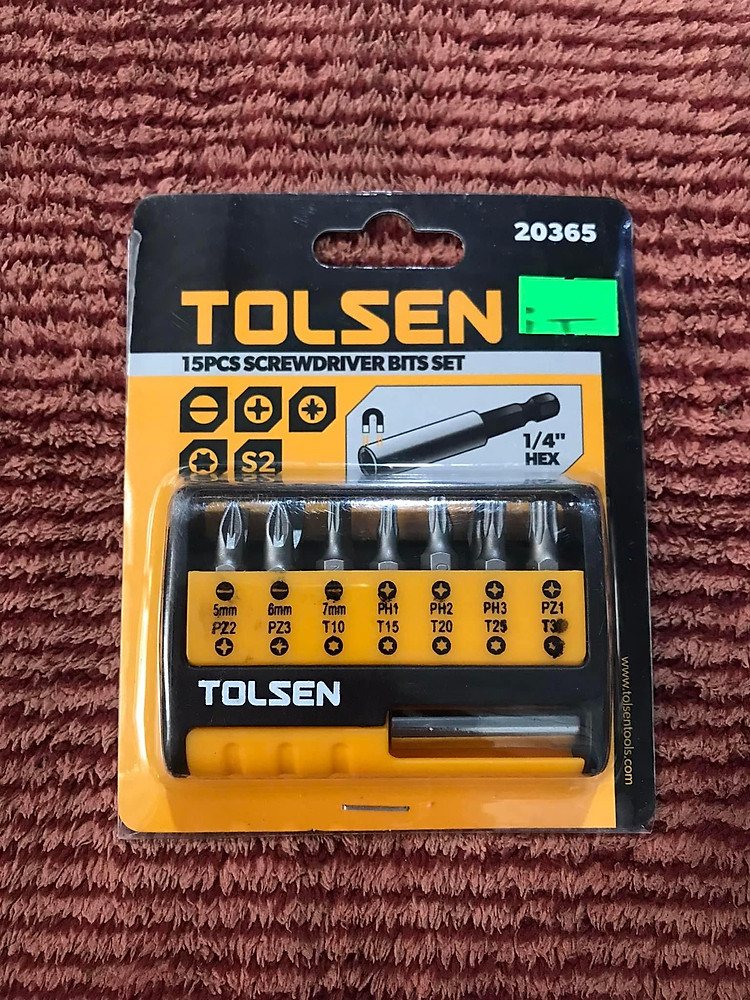 20365
TOLSEN
15PCS SCREWDRIVER BITS SET
S2
1/4"
HEX
5mm 6mm 7mm PH1 PH2 PH3 PZ1
PZ2 PZ3 T10 T15 T20 T25
TOLSEN
www.tolsentools.com